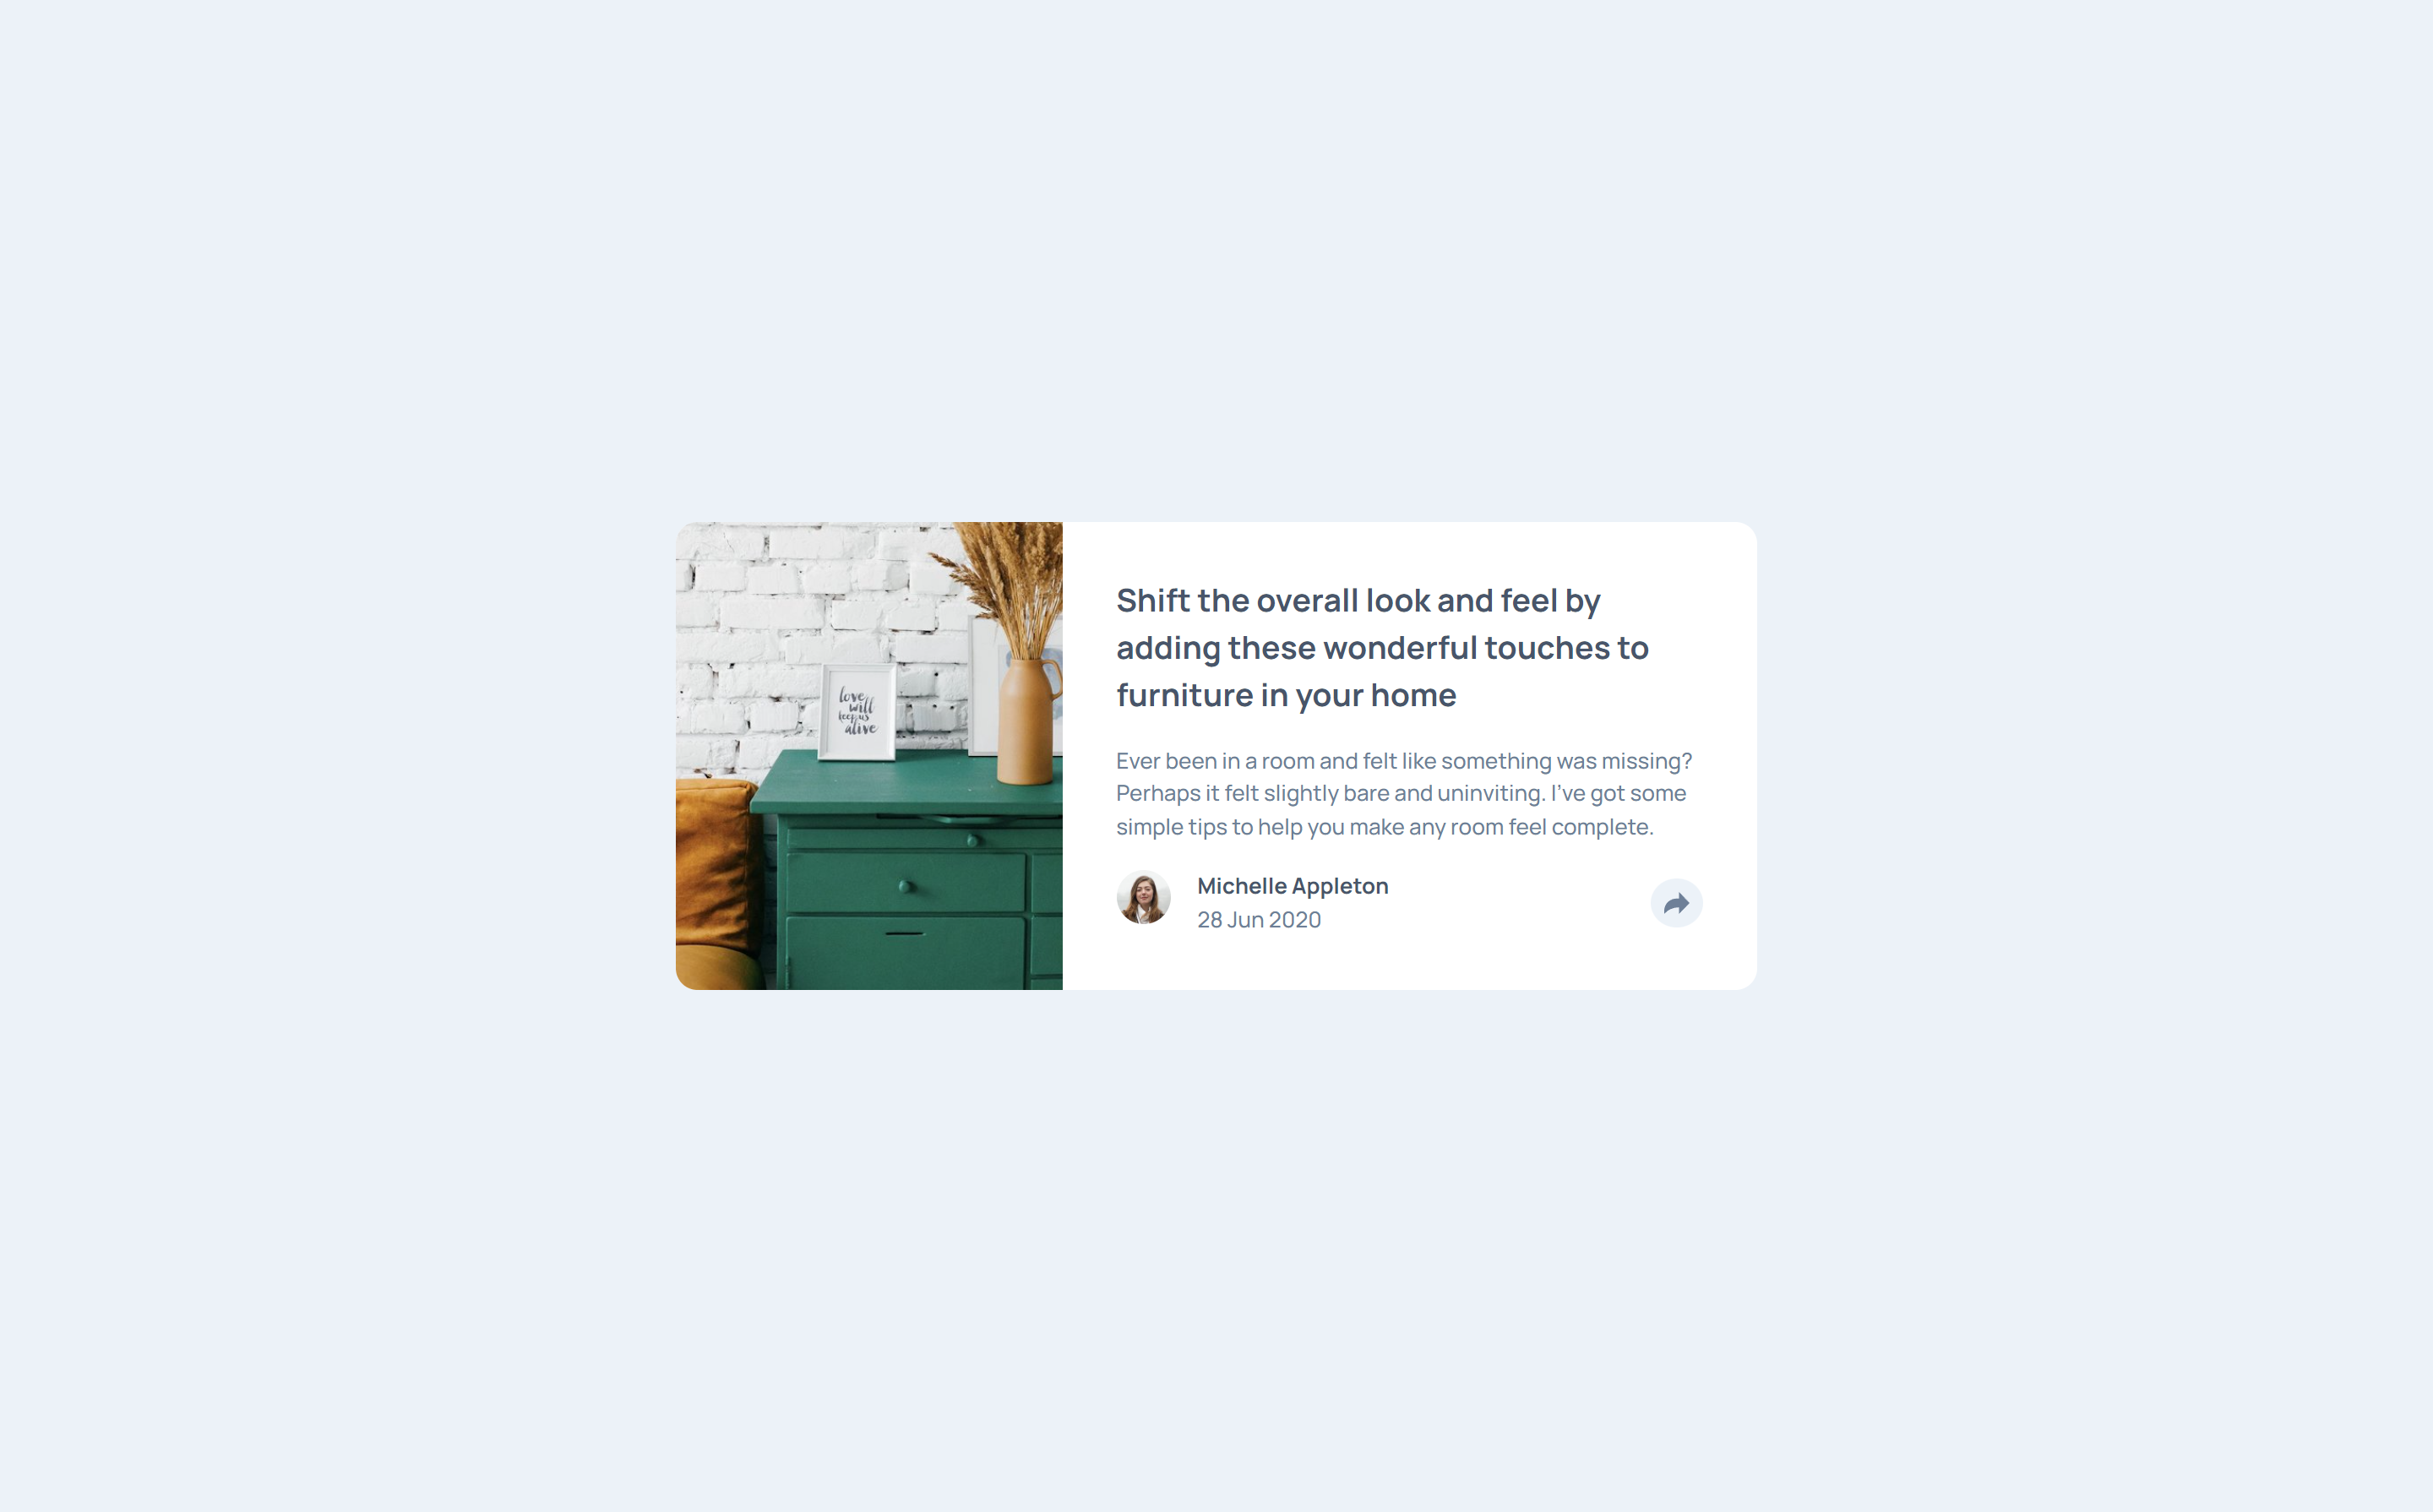 love
will
keep us
alive
Shift the overall look and feel by
adding these wonderful touches to
furniture in your home
Ever been in a room and felt like something was missing?
Perhaps it felt slightly bare and uninviting. I’ve got some
simple tips to help you make any room feel complete.
Michelle Appleton
28 Jun 2020